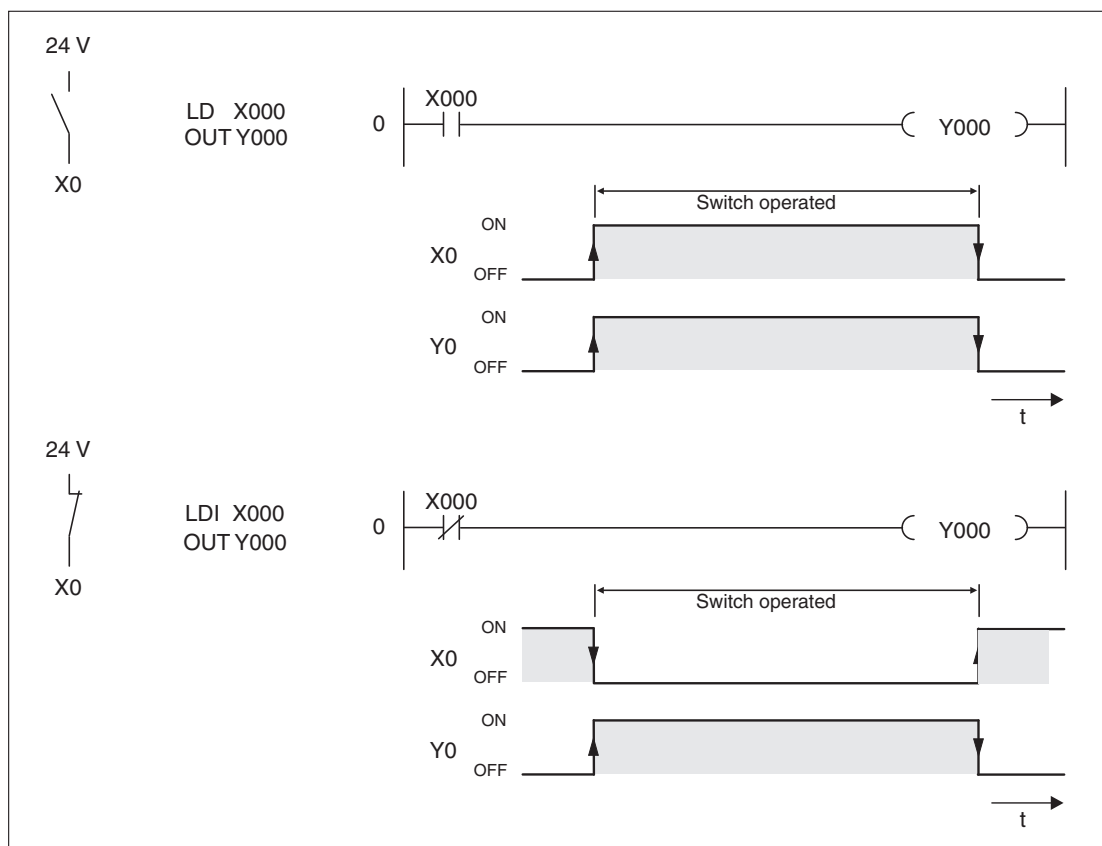 24 V
X0
LD X000
OUT Y000
0
X000
Y000
Switch operated
X0
ON
OFF
Y0
ON
OFF
t
24 V
X0
LDI X000
OUT Y000
0
X000
Y000
Switch operated
X0
ON
OFF
Y0
ON
OFF
t